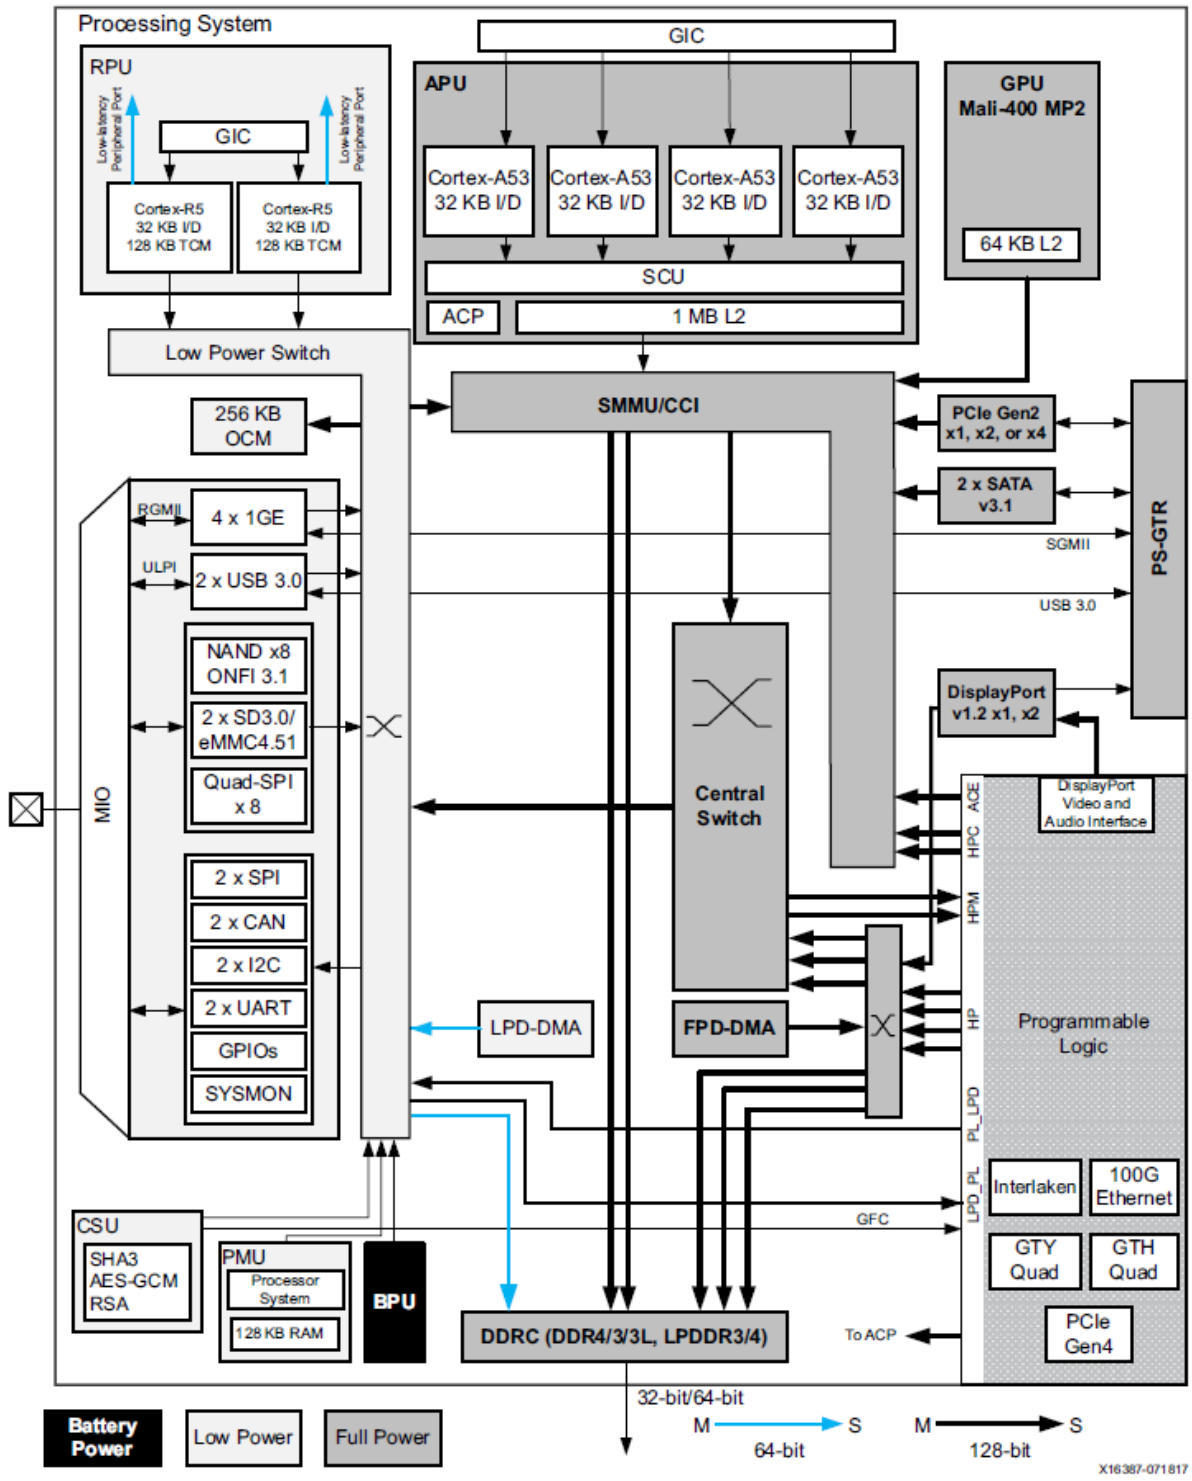 Processing System
RPU
Low-latency
Peripheral Port
GIC
Low-latency
Peripheral Port
Cortex-R5
32 KB I/D
128 KB TCM
Cortex-R5
32 KB I/D
128 KB TCM
GIC
APU
Cortex-A53
32 KB I/D
Cortex-A53
32 KB I/D
Cortex-A53
32 KB I/D
Cortex-A53
32 KB I/D
SCU
ACP
1 MB L2
GPU
Mali-400 MP2
64 KB L2
Low Power Switch
256 KB
OCM
SMMU/CCI
PCIe Gen2
x1, x2, or x4
2 x SATA
v3.1
PS-GTR
RGMII
4 x 1GE
SGMII
ULPI
2 x USB 3.0
USB 3.0
NAND x8
ONFI 3.1
2 x SD3.0/
eMMC4.51
Quad-SPI
x 8
MIO
Central
Switch
DisplayPort
v1.2 x1, x2
DisplayPort
Video and
Audio Interface
ACE
HPC
HPM
HP
PL_LPD
LPD_PL
2 x SPI
2 x CAN
2 x I2C
2 x UART
GPIOs
SYSMON
LPD-DMA
FPD-DMA
Programmable
Logic
Interlaken
100G
Ethernet
GTY
Quad
GTH
Quad
PCIe
Gen4
GFC
To ACP
CSU
SHA3
AES-GCM
RSA
PMU
Processor
System
128 KB RAM
BPU
DDRC (DDR4/3/3L, LPDDR3/4)
32-bit/64-bit
Battery
Power
Low Power
Full Power
M
S
64-bit
M
S
128-bit
X16387-071817